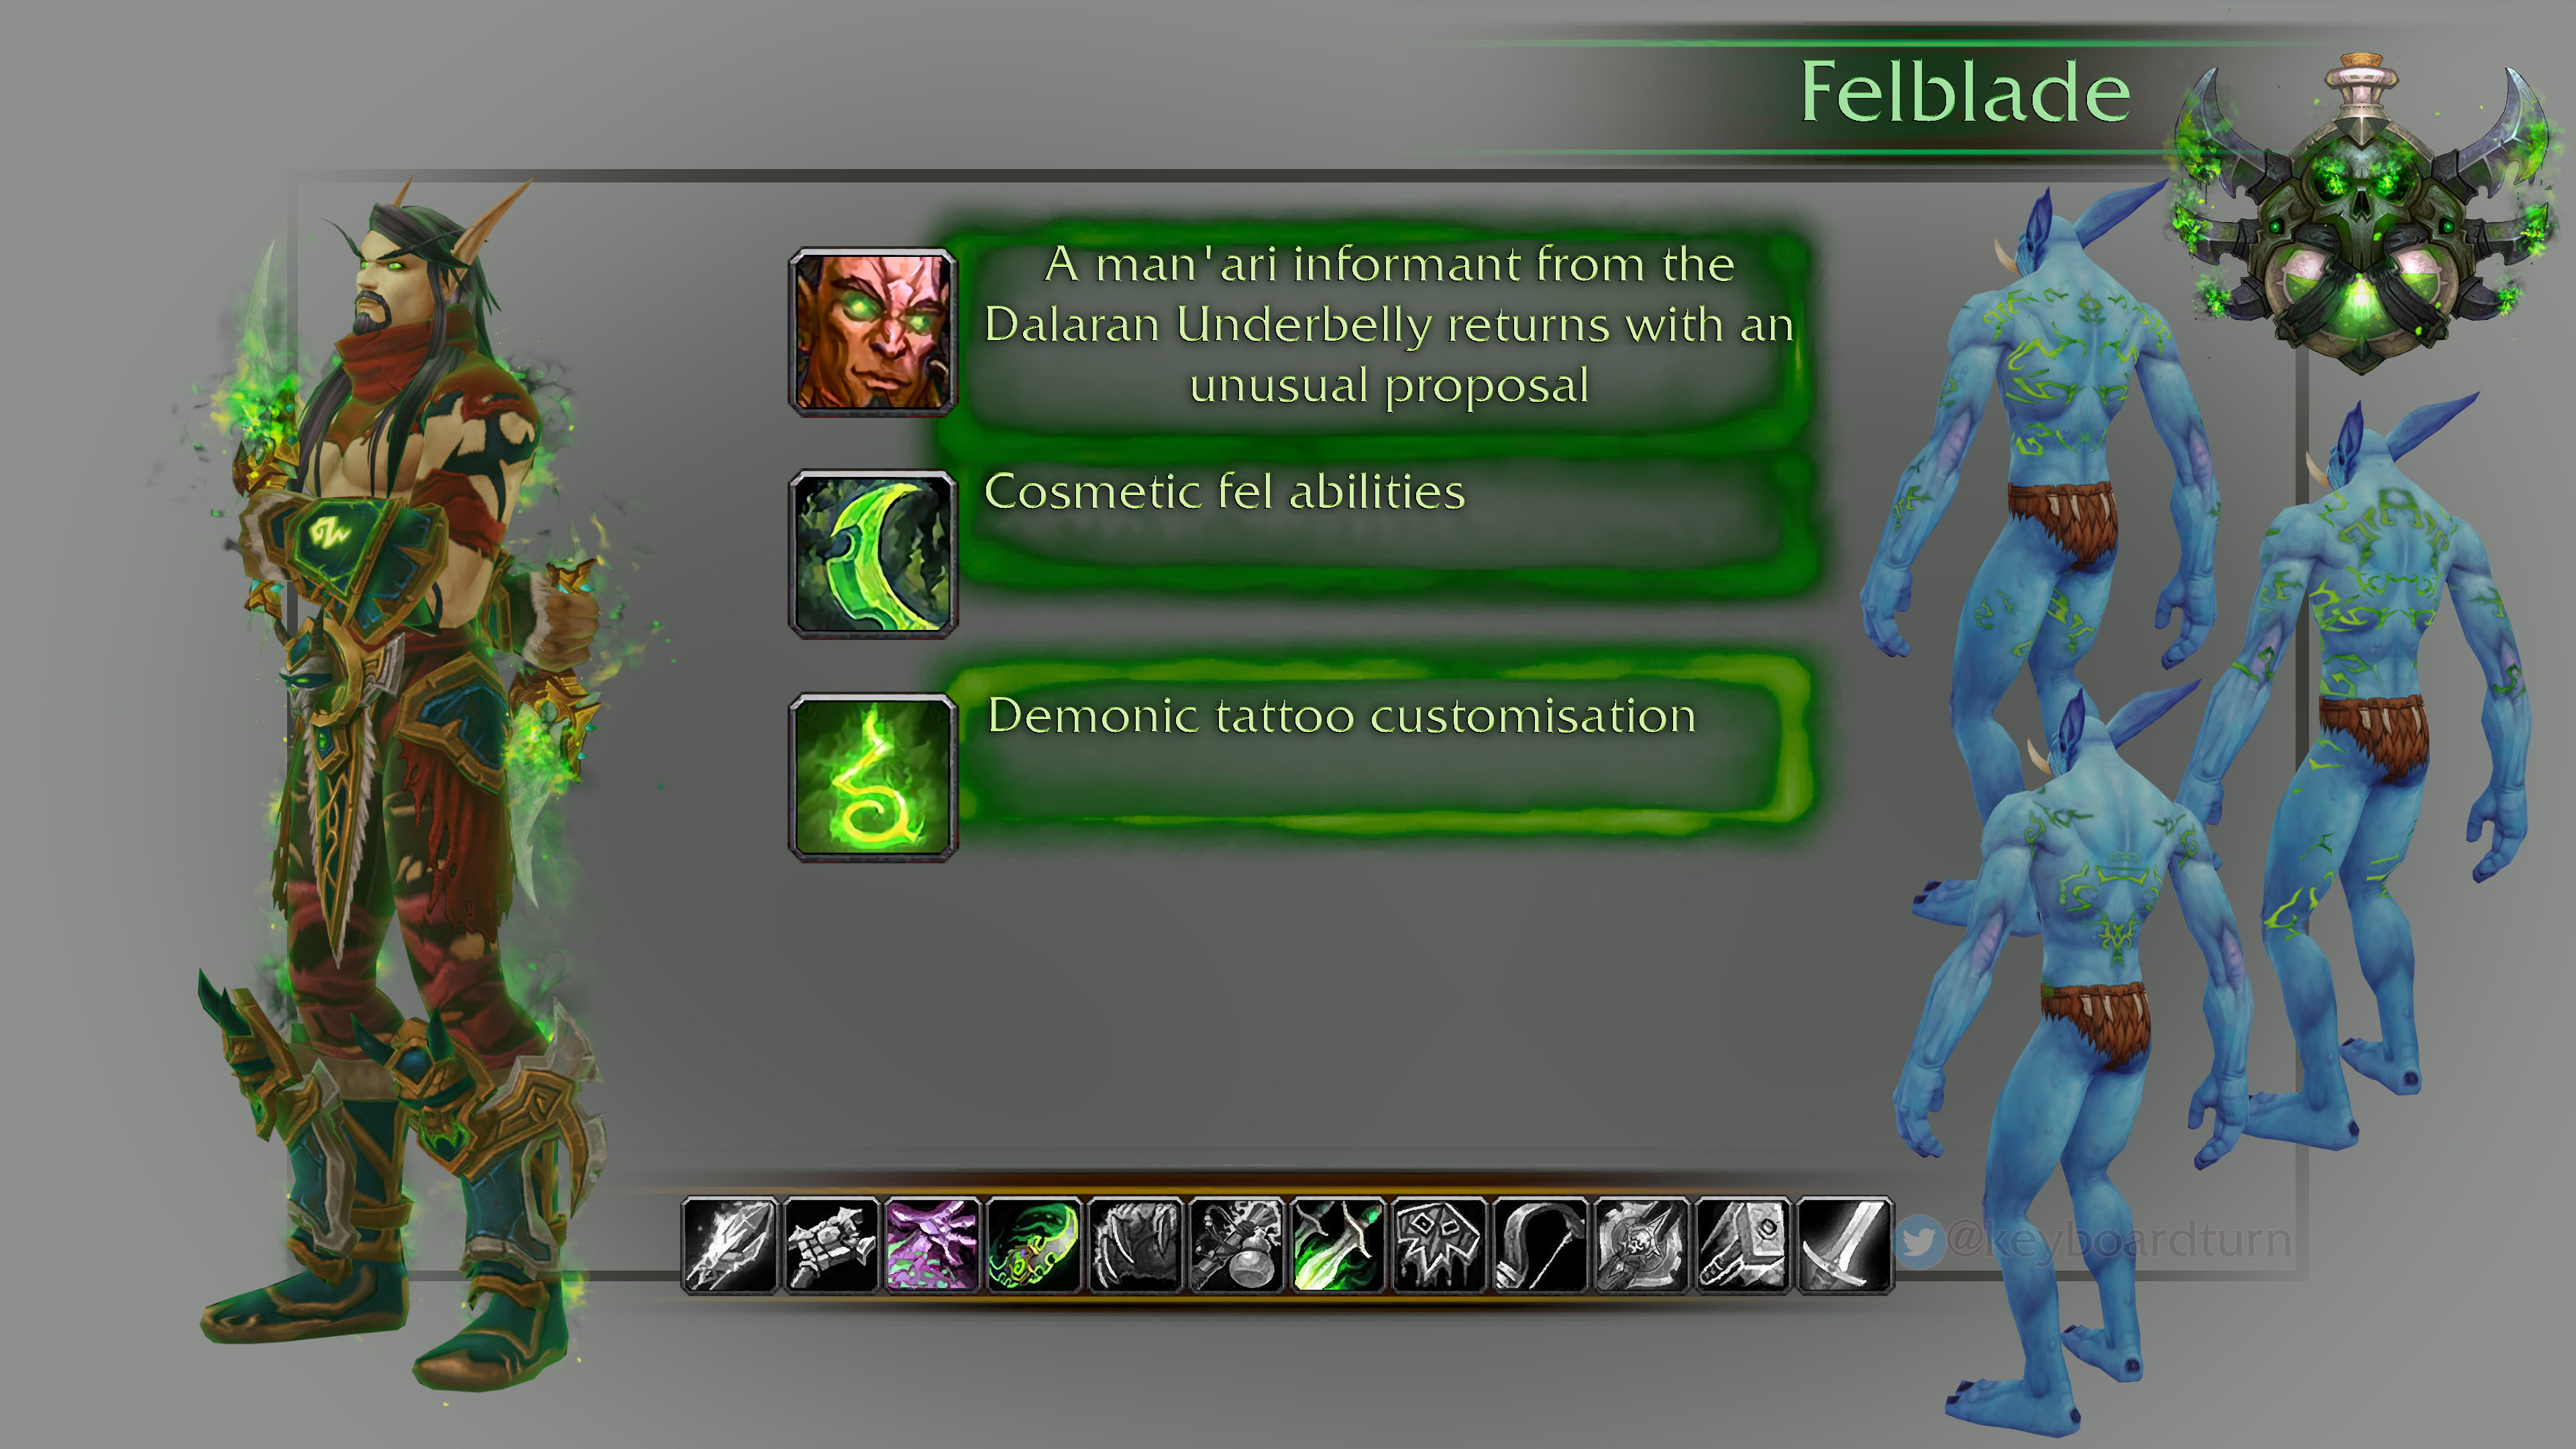 Felblade
A man'ari informant from the
Dalaran Underbelly returns with an
unusual proposal
Cosmetic fel abilities
Demonic tattoo customisation
@keyboardturn